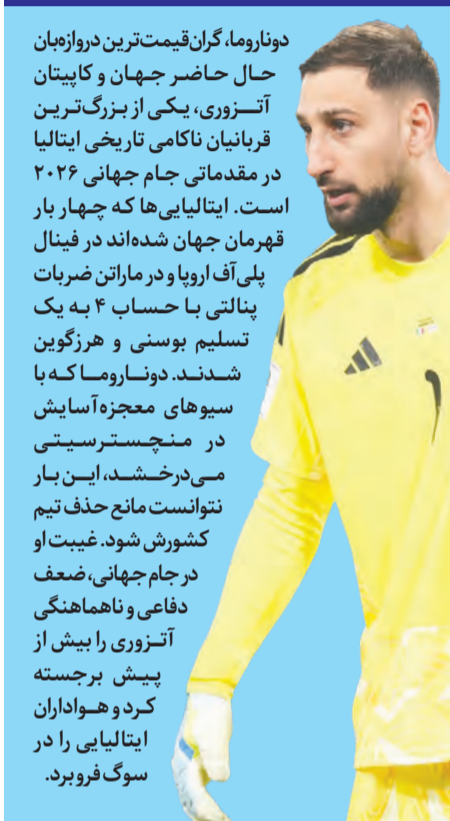 دوناروما، گران‌قیمت‌ترین دروازه‌بان
حال حاضر جهان و کاپیتان
آتزوری، یکی از بزرگ‌ترین
قربانیان ناکامی تاریخی ایتالیا
در مقدماتی جام جهانی ۲۰۲۶
است. ایتالیایی‌ها که چهار بار
قهرمان جهان شده‌اند در فینال
پلی‌آف اروپا و در ماراتن ضربات
پنالتی با حساب ۴ به یک
تسلیم بوسنی و هرزگوین
شدند. دوناروما که با
سیوهای معجزه‌آسایش
در منچسترسیتی
می‌درخشد، این بار
نتوانست مانع حذف تیم
کشورش شود. غیبت او
در جام‌جهانی، ضعف
دفاعی و ناهماهنگی
آتزوری را بیش از
پیش برجسته
کرد و هواداران
ایتالیایی را در
سوگ فرو برد.